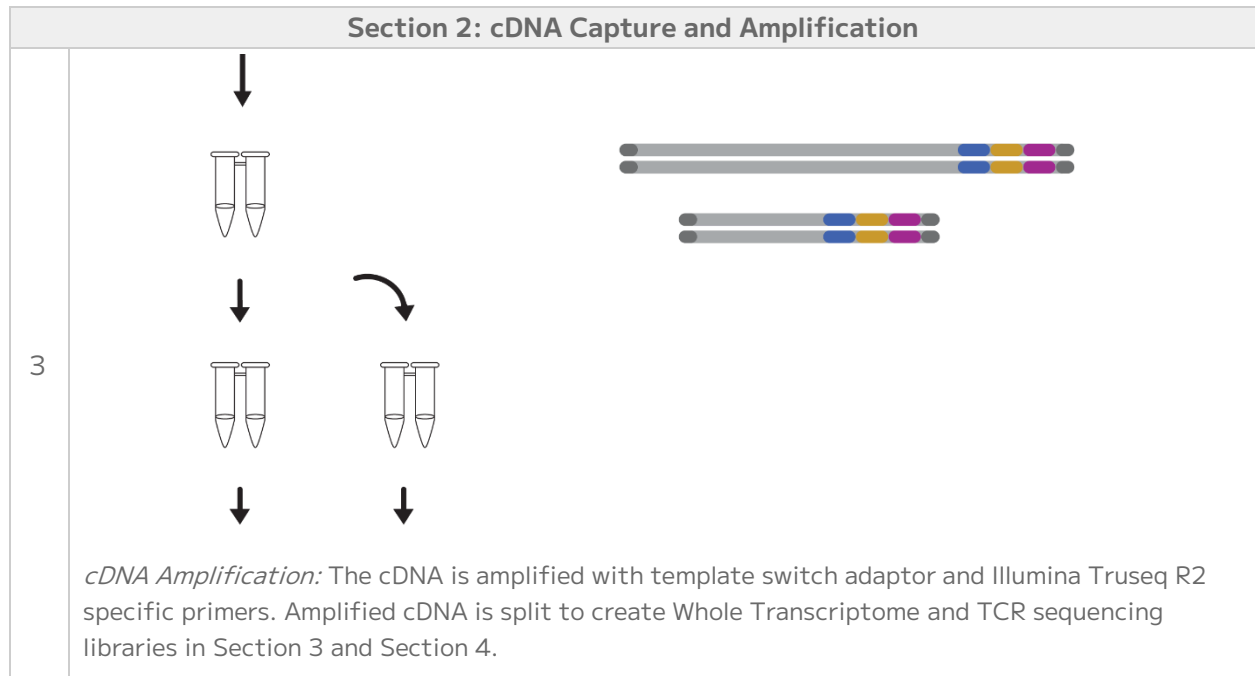 Section 2: cDNA Capture and Amplification
3
cDNA Amplification: The cDNA is amplified with template switch adaptor and Illumina Truseq R2
specific primers. Amplified cDNA is split to create Whole Transcriptome and TCR sequencing
libraries in Section 3 and Section 4.